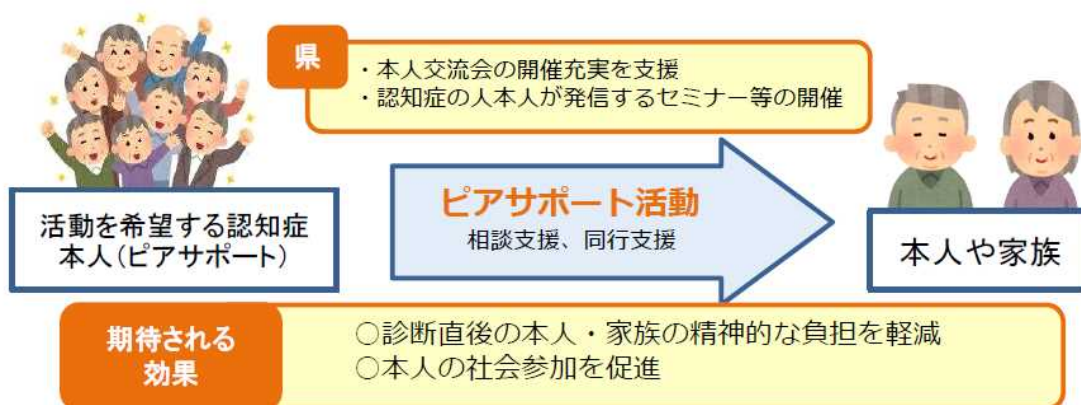 県
・本人交流会の開催充実を支援
・認知症の人本人が発信するセミナー等の開催
活動を希望する認知症
本人(ピアサポート)
ピアサポート活動
相談支援、同行支援
本人や家族
期待される
効果
○診断直後の本人・家族の精神的な負担を軽減
○本人の社会参加を促進